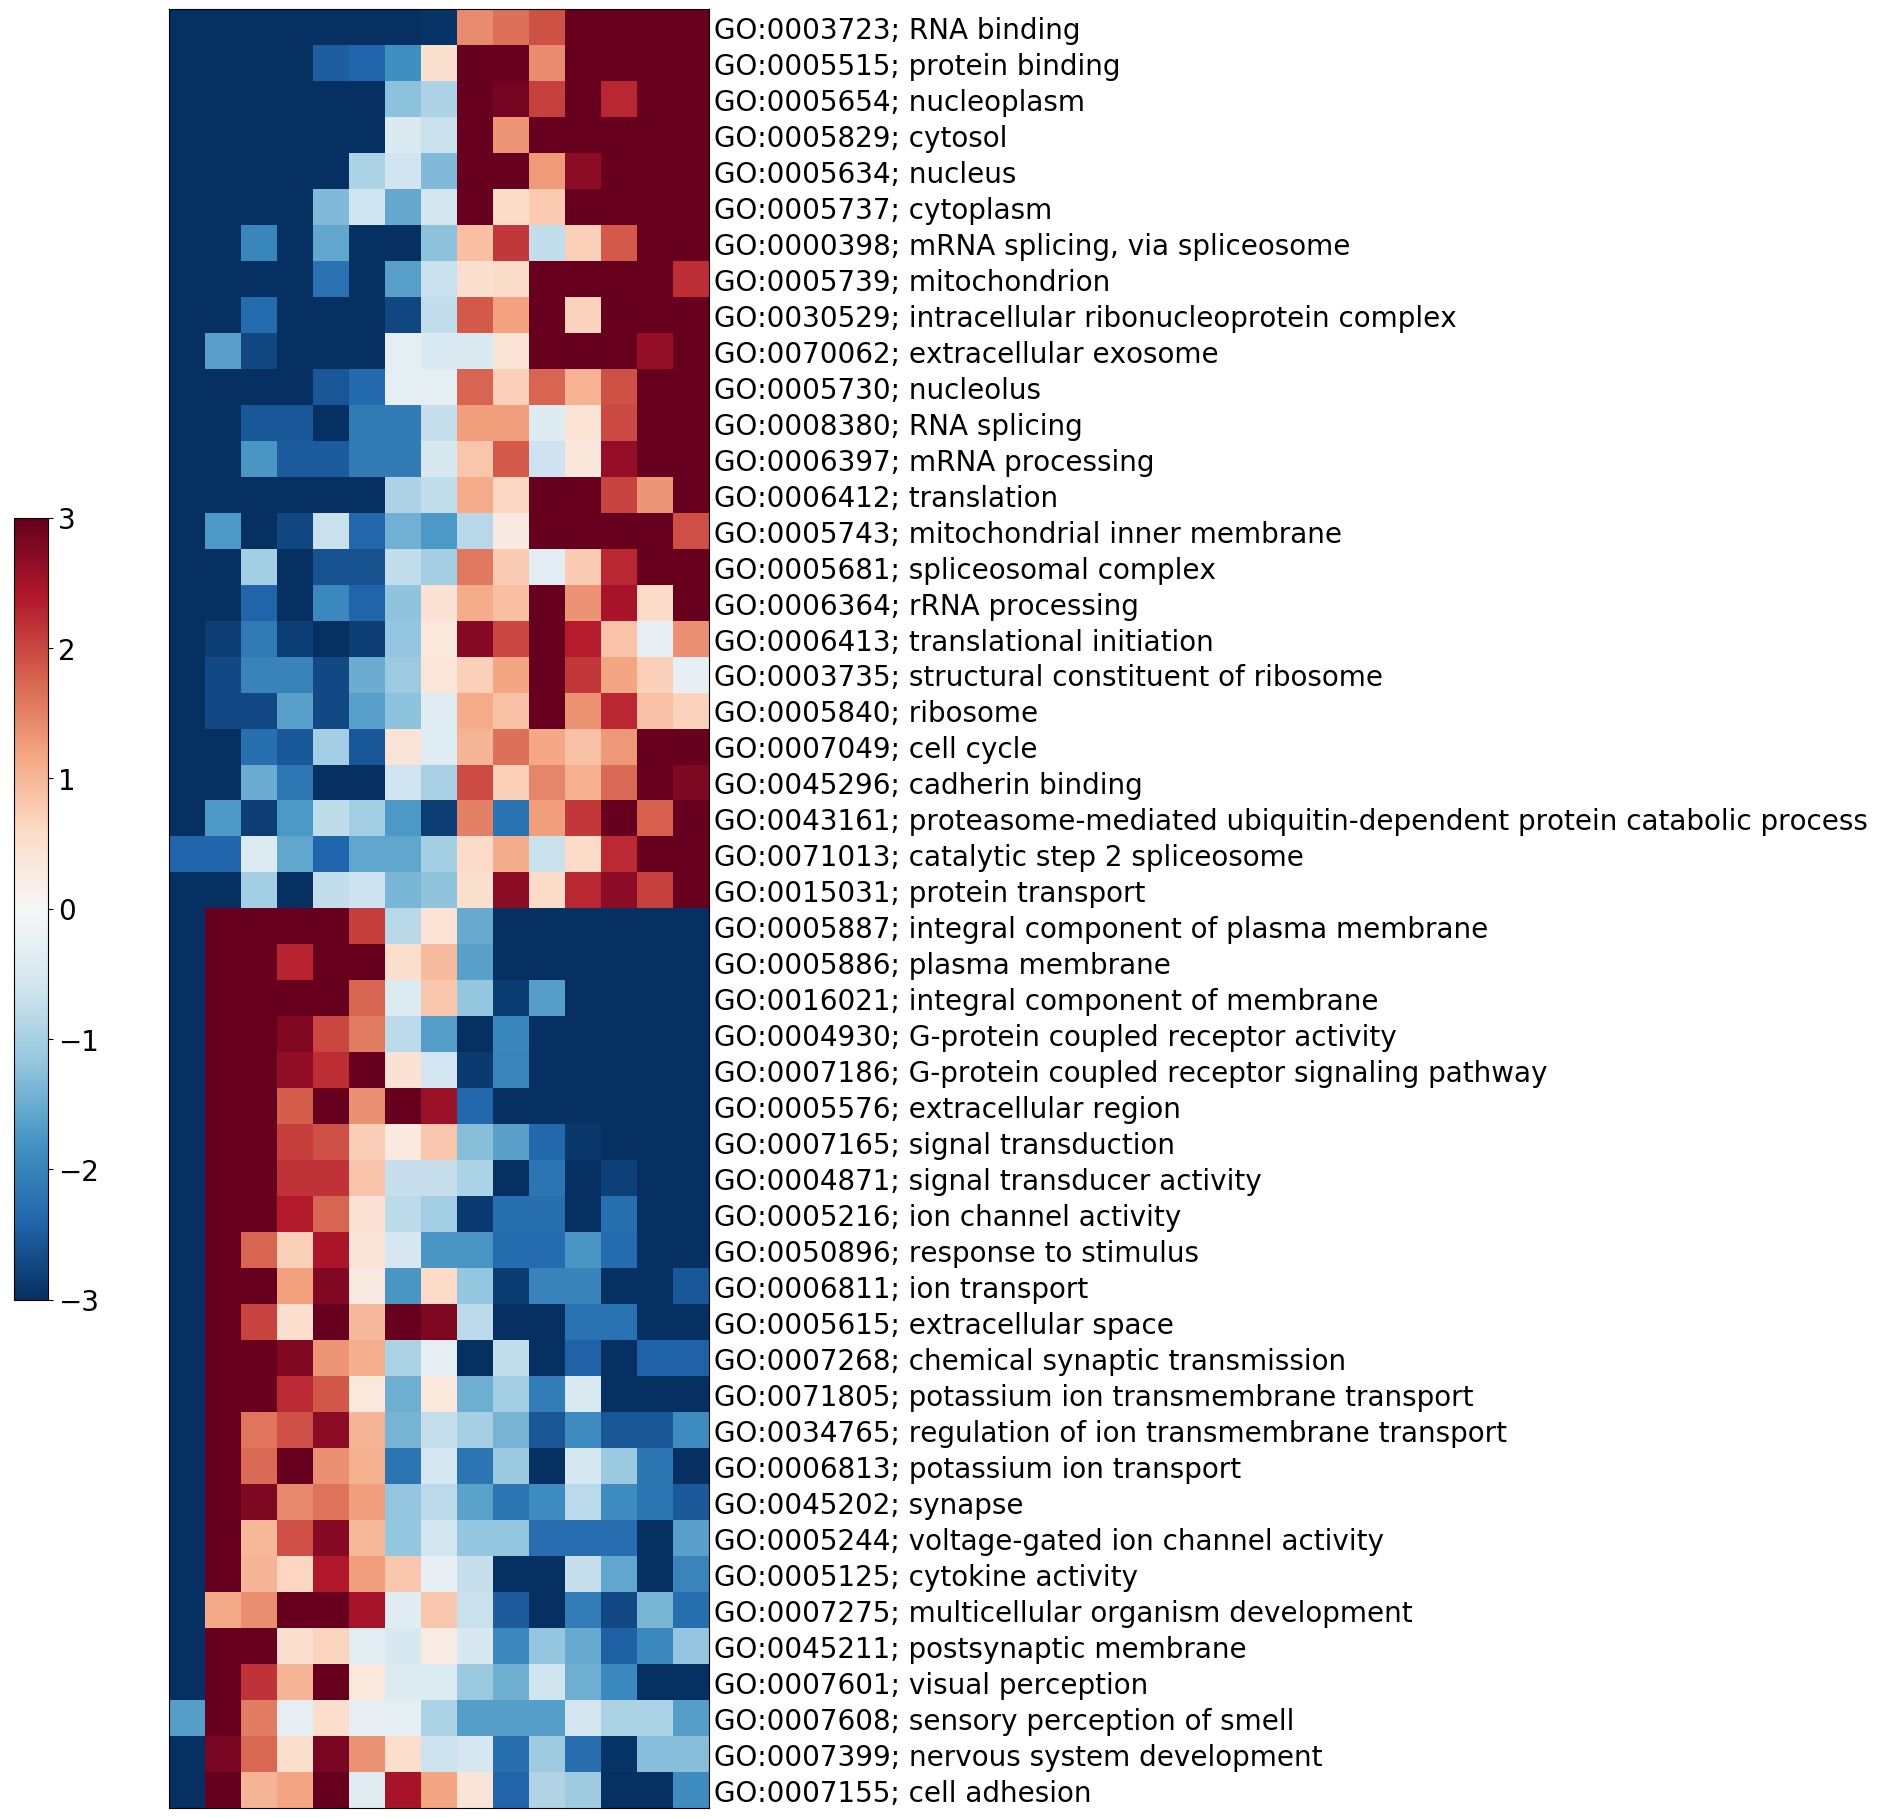 GO:0003723; RNA binding
GO:0005515; protein binding
GO:0005654; nucleoplasm
GO:0005829; cytosol
GO:0005634; nucleus
GO:0005737; cytoplasm
GO:0000398; mRNA splicing, via spliceosome
GO:0005739; mitochondrion
GO:0030529; intracellular ribonucleoprotein complex
GO:0070062; extracellular exosome
GO:0005730; nucleolus
GO:0008380; RNA splicing
GO:0006397; mRNA processing
GO:0006412; translation
GO:0005743; mitochondrial inner membrane
GO:0005681; spliceosomal complex
GO:0006364; rRNA processing
GO:0006413; translational initiation
GO:0003735; structural constituent of ribosome
GO:0005840; ribosome
GO:0007049; cell cycle
GO:0045296; cadherin binding
GO:0043161; proteasome-mediated ubiquitin-dependent protein catabolic process
GO:0071013; catalytic step 2 spliceosome
GO:0015031; protein transport
GO:0005887; integral component of plasma membrane
GO:0005886; plasma membrane
GO:0016021; integral component of membrane
GO:0004930; G-protein coupled receptor activity
GO:0007186; G-protein coupled receptor signaling pathway
GO:0005576; extracellular region
GO:0007165; signal transduction
GO:0004871; signal transducer activity
GO:0005216; ion channel activity
GO:0050896; response to stimulus
GO:0006811; ion transport
GO:0005615; extracellular space
GO:0007268; chemical synaptic transmission
GO:0071805; potassium ion transmembrane transport
GO:0034765; regulation of ion transmembrane transport
GO:0006813; potassium ion transport
GO:0045202; synapse
GO:0005244; voltage-gated ion channel activity
GO:0005125; cytokine activity
GO:0007275; multicellular organism development
GO:0045211; postsynaptic membrane
GO:0007601; visual perception
GO:0007608; sensory perception of smell
GO:0007399; nervous system development
GO:0007155; cell adhesion
3
2
1
0
−1
−2
−3